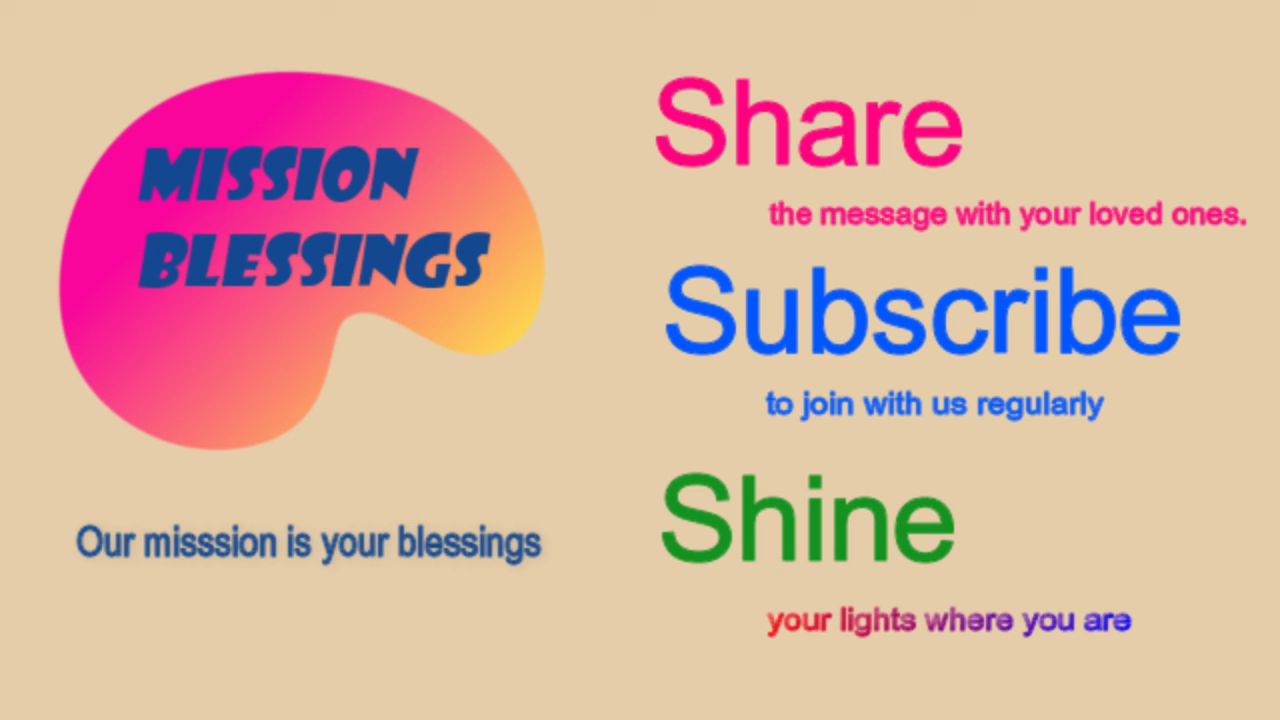 MISSION
BLESSINGS
Our misssion is your blessings
Share
the message with your loved ones.
Subscribe
to join with us regularly
Shine
your lights where you are